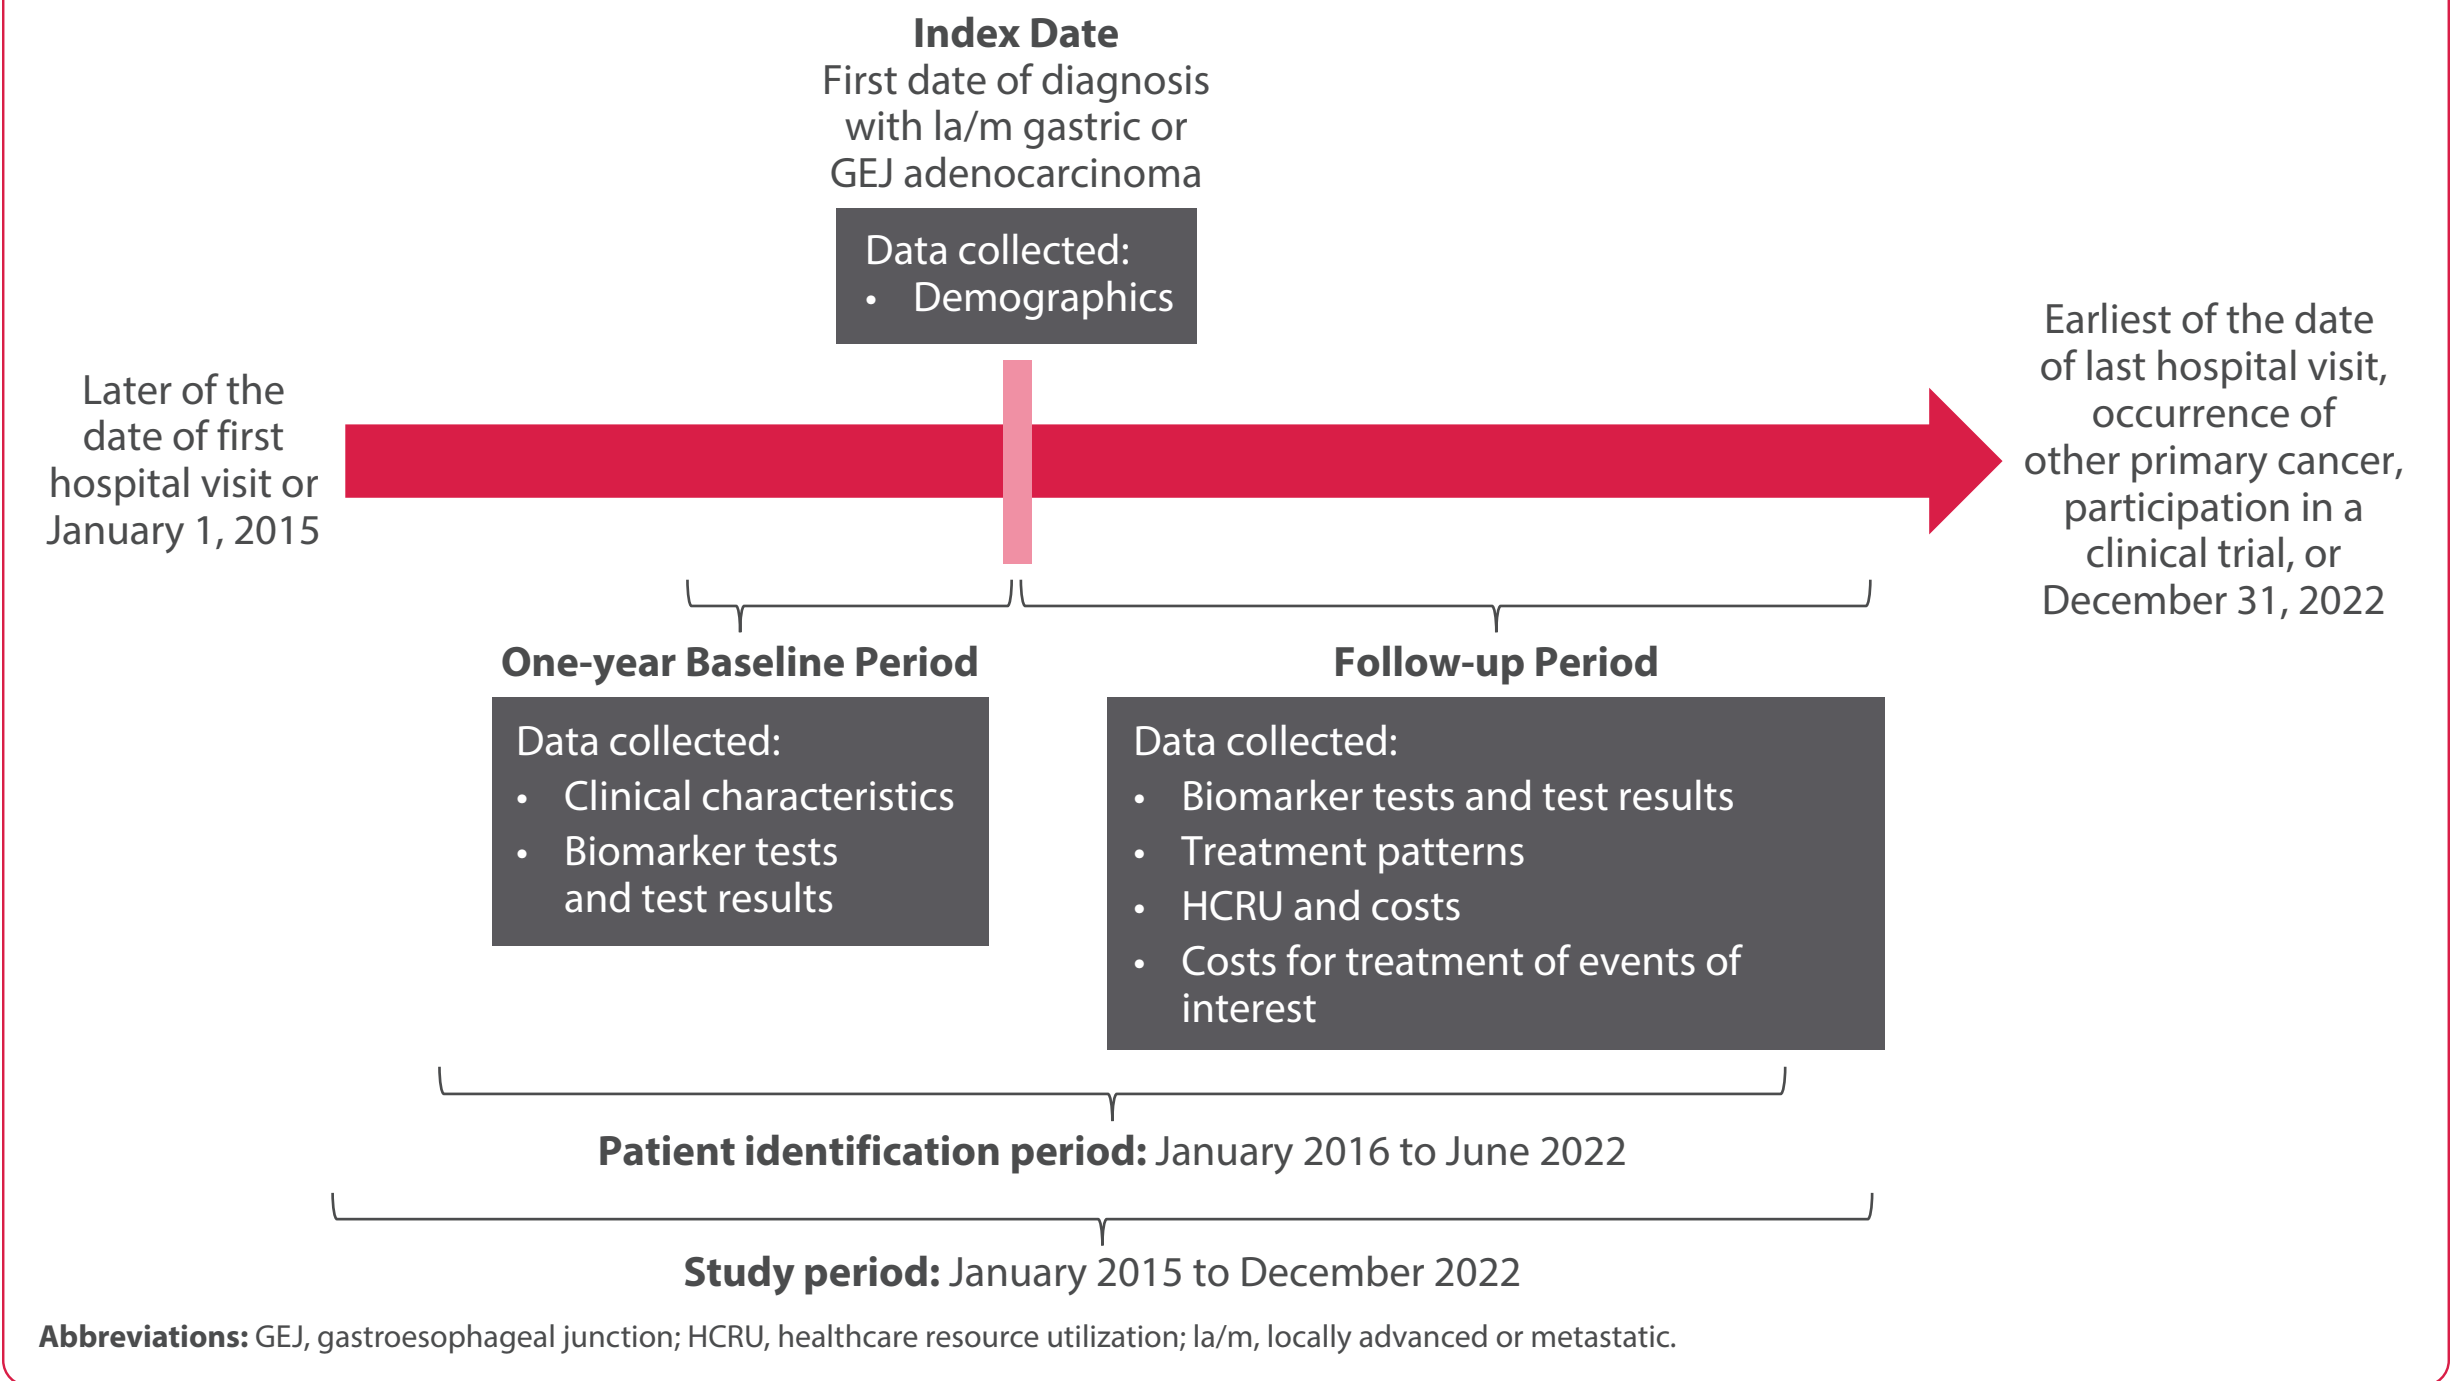 Index Date
First date of diagnosis
with la/m gastric or
GEJ adenocarcinoma
Data collected:
• Demographics
Later of the
date of first
hospital visit or
January 1, 2015
Earliest of the date
of last hospital visit,
occurrence of
other primary cancer,
participation in a
clinical trial, or
December 31, 2022
One-year Baseline Period
Data collected:
• Clinical characteristics
• Biomarker tests
and test results
Follow-up Period
Data collected:
• Biomarker tests and test results
• Treatment patterns
• HCRU and costs
• Costs for treatment of events of
interest
Patient identification period: January 2016 to June 2022
Study period: January 2015 to December 2022
Abbreviations: GEJ, gastroesophageal junction; HCRU, healthcare resource utilization; la/m, locally advanced or metastatic.